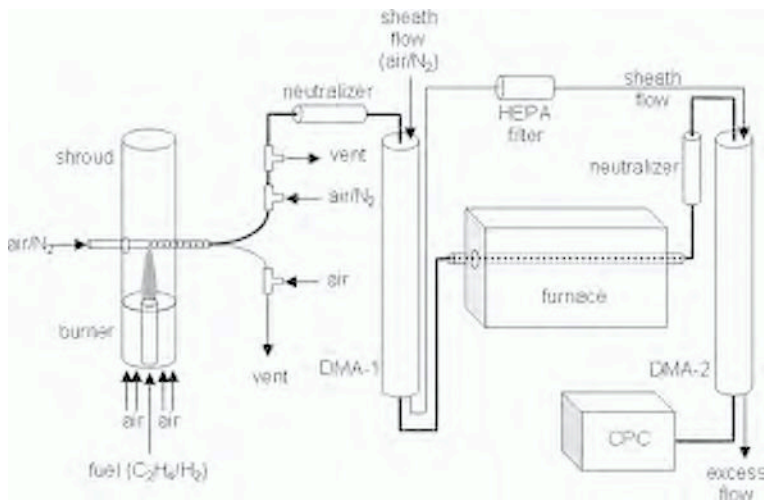 sheath
flow
(air/N₂)
neutralizer
HEPA
filter
sheath
flow
shroud
vent
neutralizer
air/N₂
air/N₂
air
furnace
burner
vent
DMA-1
DMA-2
air
air
CPC
fuel (C₂H₄/H₂)
excess
flow